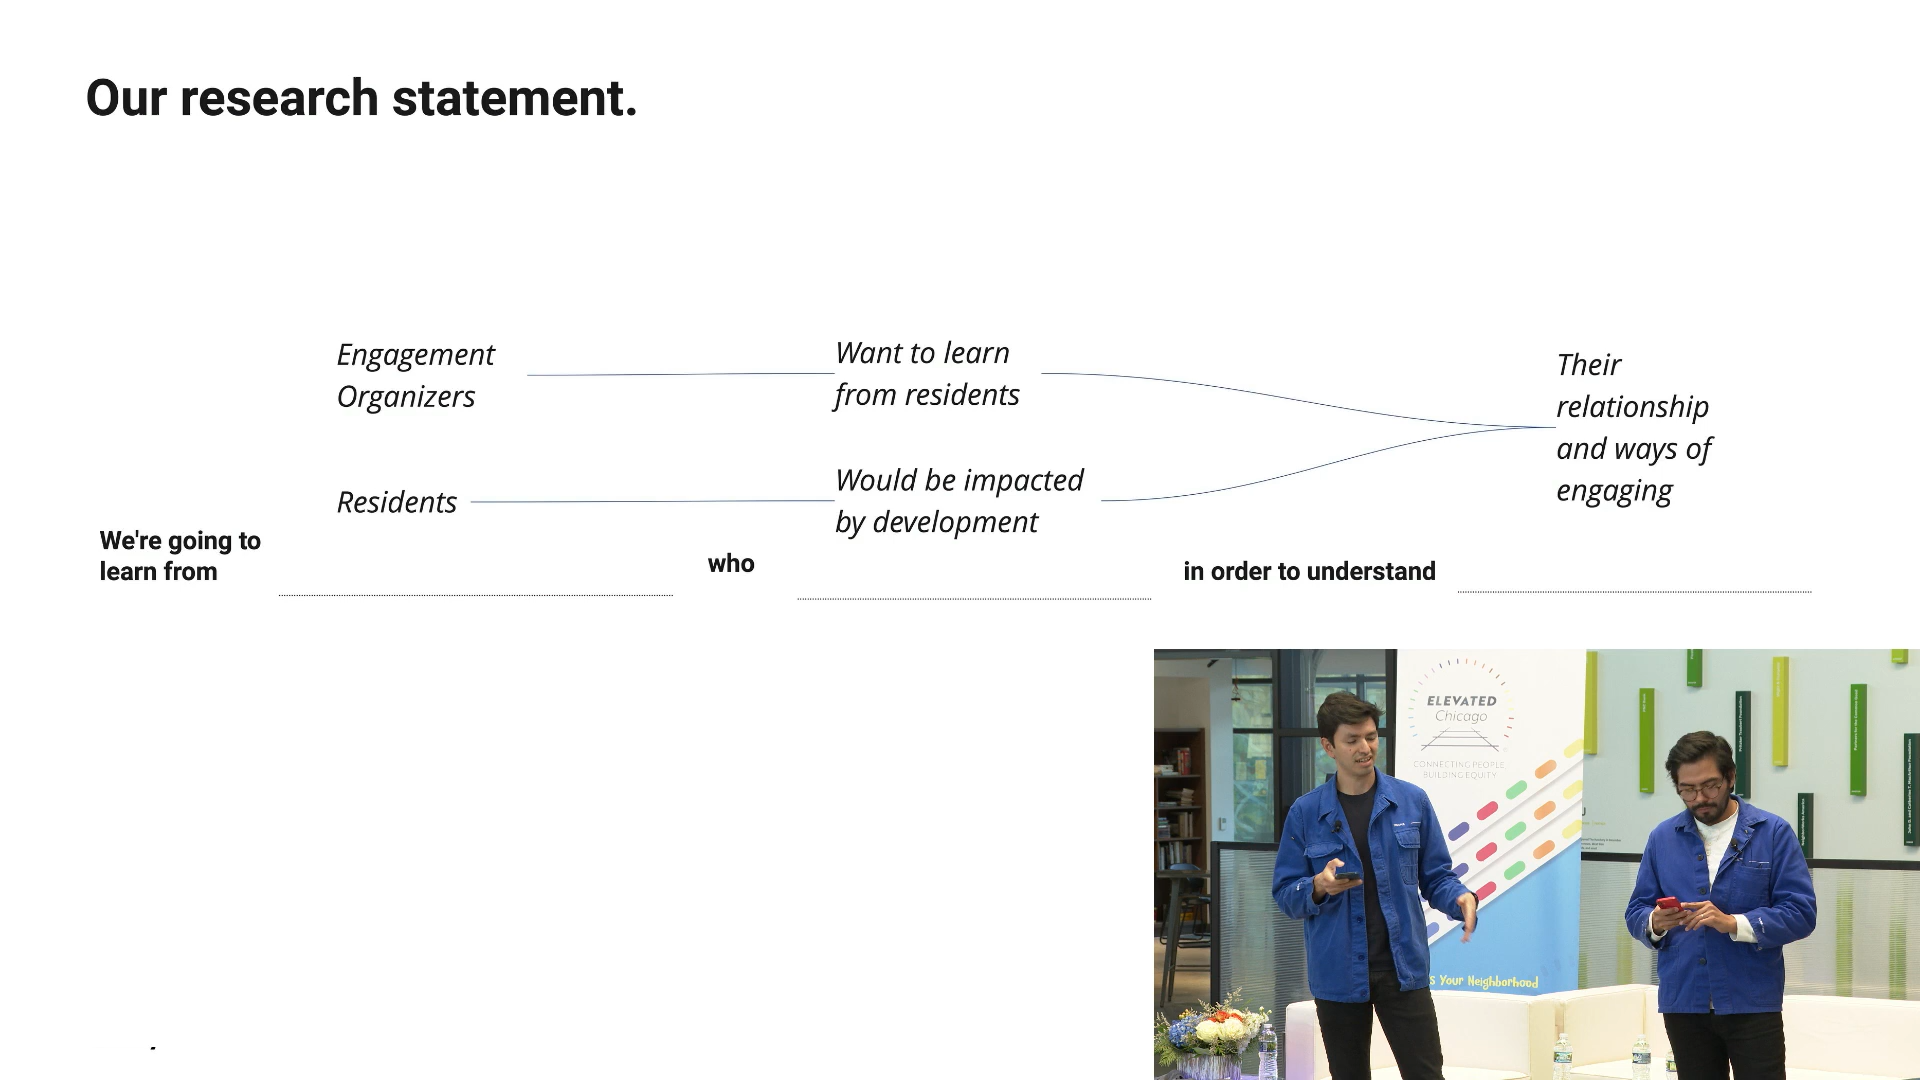 Our research statement.
Engagement
Organizers
Want to learn
from residents
Their
relationship
and ways of
engaging
Residents
Would be impacted
by development
We're going to
learn from
who
in order to understand
ELEVATED
Chicago
CONNECTING PEOPLE
BUILDING EQUITY
s Your Neighborhood